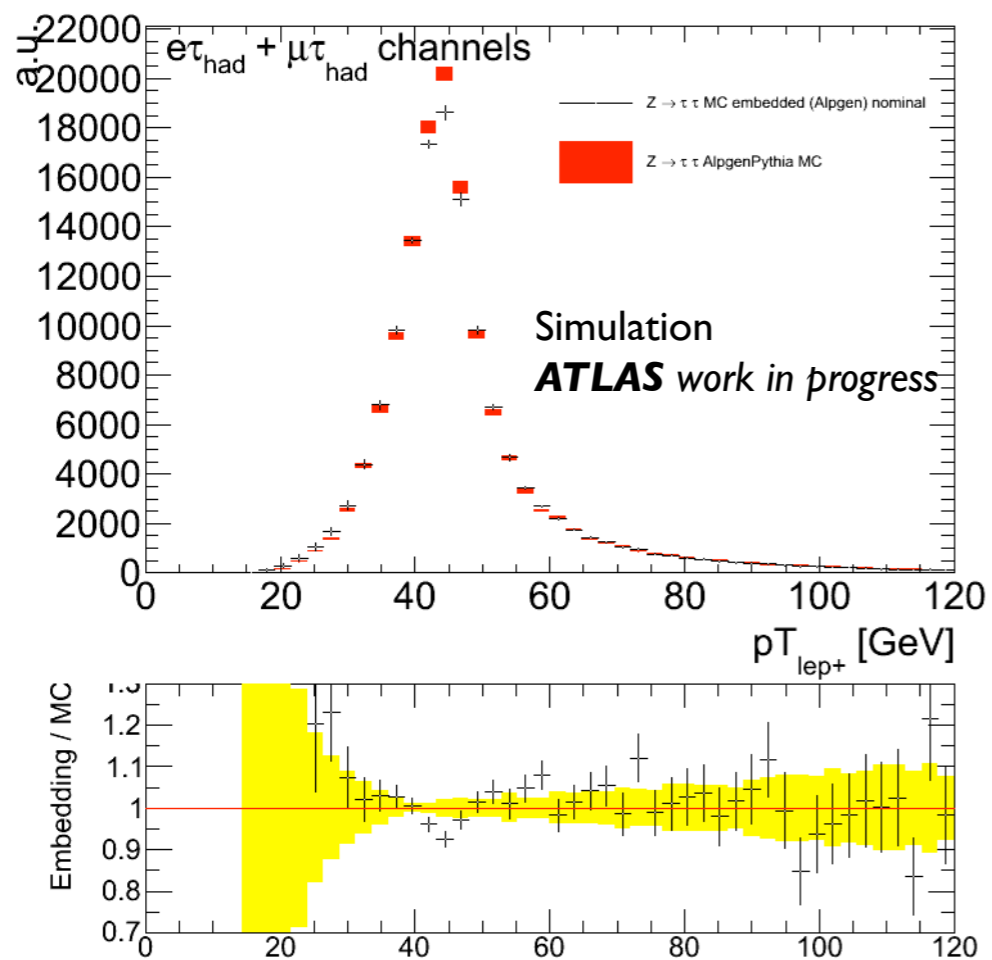 a.u.
22000
20000
18000
16000
14000
12000
10000
8000
6000
4000
2000
0
eτhad + μτhad channels
Z → τ τ MC embedded (Alpgen) nominal
Z → τ τ AlpgenPythia MC
Simulation
ATLAS work in progress
0 20 40 60 80 100 120
pTlep+ [GeV]
Embedding / MC
1.3
1.2
1.1
1
0.9
0.8
0.7
0 20 40 60 80 100 120